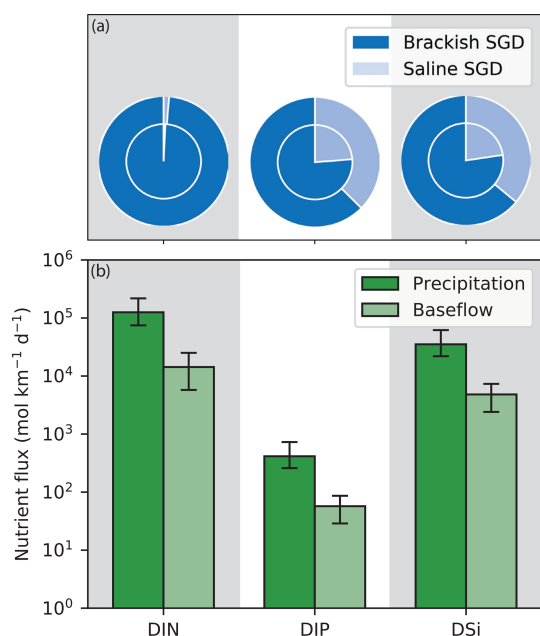 (a)
Brackish SGD
Saline SGD
(b)
Precipitation
Baseflow
Nutrient flux (mol km⁻¹ d⁻¹)
10⁶
10⁵
10⁴
10³
10²
10¹
10⁰
DIN
DIP
DSi